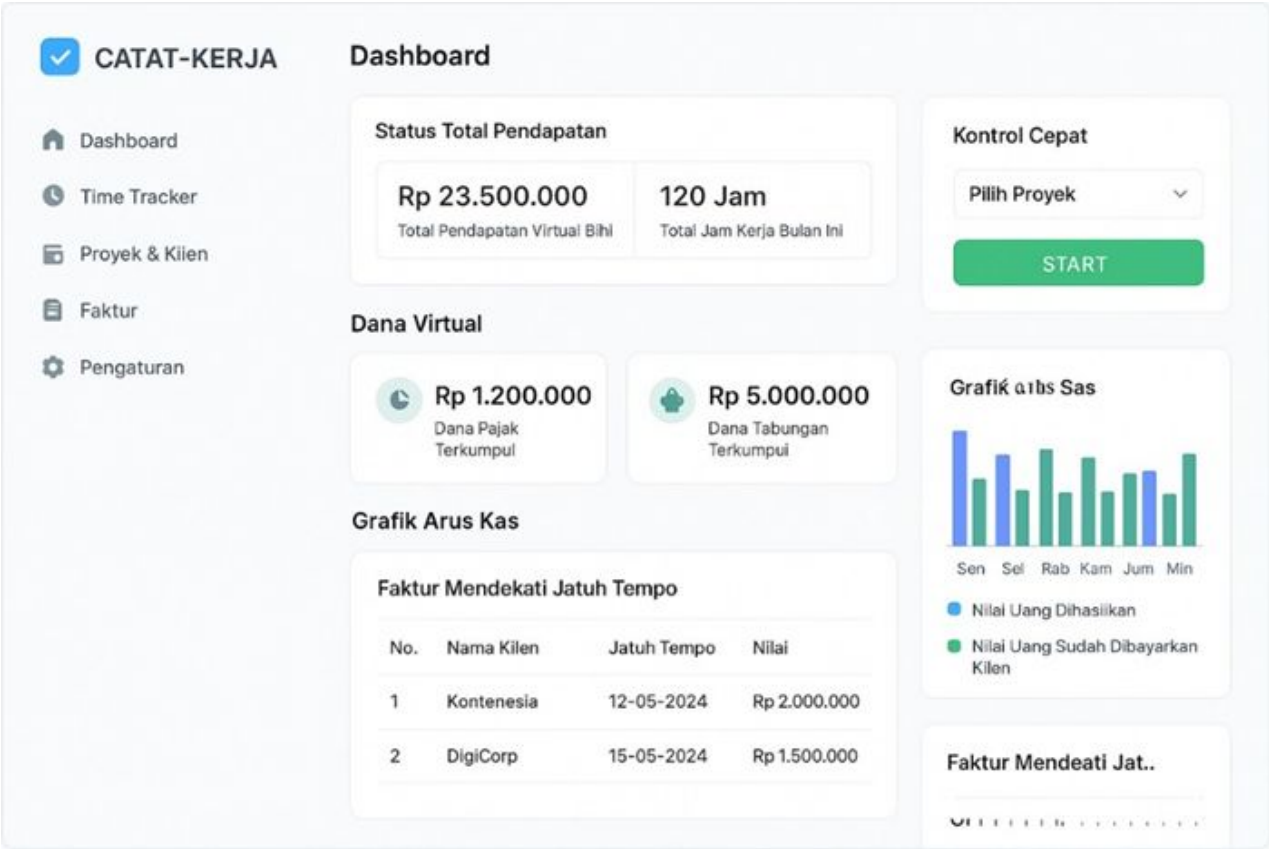 CATAT-KERJA
Dashboard
Time Tracker
Proyek & Kiien
Faktur
Pengaturan
Dashboard
Status Total Pendapatan
Rp 23.500.000
Total Pendapatan Virtual Bihi
120 Jam
Total Jam Kerja Bulan Ini
Kontrol Cepat
Pilih Proyek
START
Dana Virtual
Rp 1.200.000
Dana Pajak
Terkumpul
Rp 5.000.000
Dana Tabungan
Terkumpui
Grafik Arus Kas
Faktur Mendekati Jatuh Tempo
No. Nama Kilen Jatuh Tempo Nilai
1 Kontenesia 12-05-2024 Rp 2.000.000
2 DigiCorp 15-05-2024 Rp 1.500.000
Grafiḱ Sas
Sen Sel Rab Kam Jum Min
Nilai Uang Dihasiikan
Nilai Uang Sudah Dibayarkan
Kilen
Faktur Mendeati Jat..